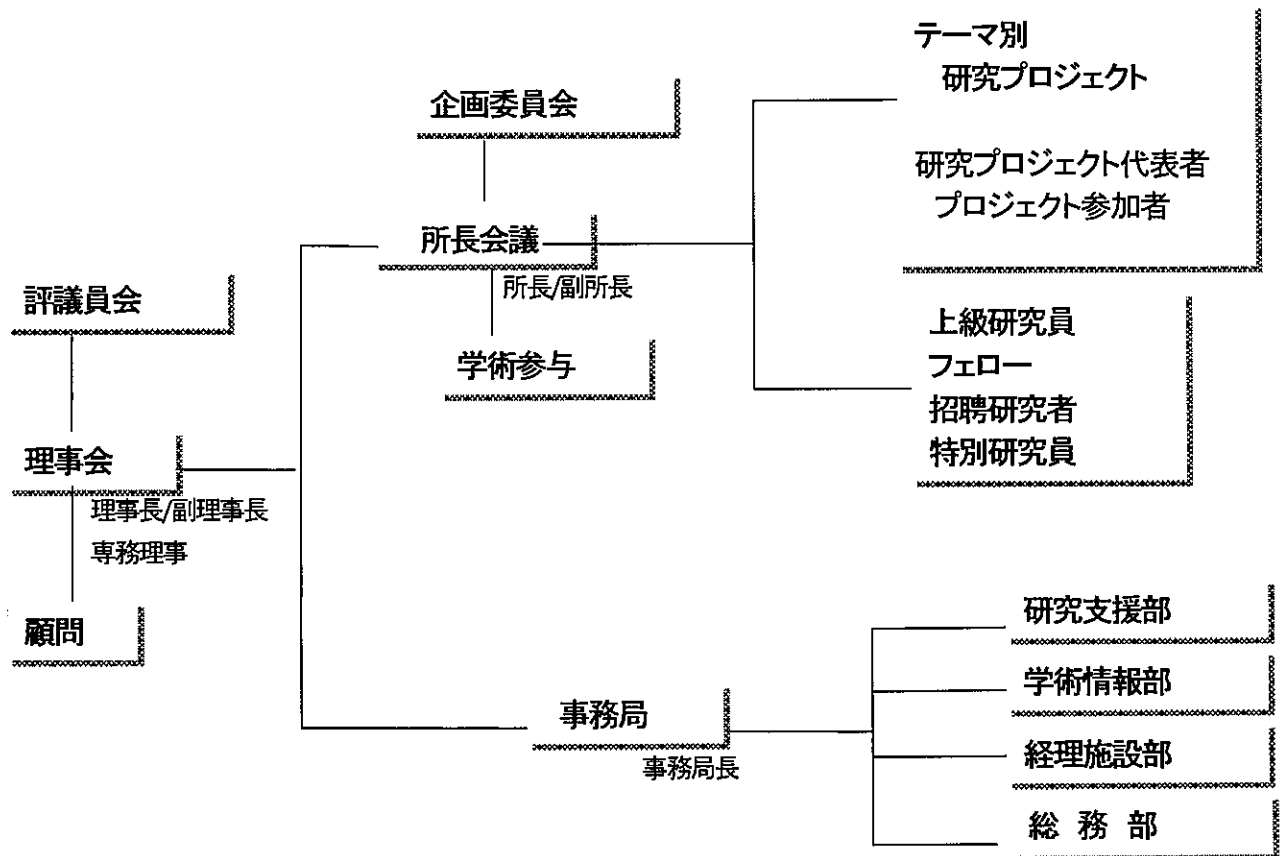 テーマ別
研究プロジェクト
研究プロジェクト代表者
プロジェクト参加者
企画委員会
所長会議
所長/副所長
学術参与
評議員会
理事会
理事長/副理事長
専務理事
顧問
上級研究員
フェロー
招聘研究者
特別研究員
事務局
事務局長
研究支援部
学術情報部
経理施設部
総 務 部